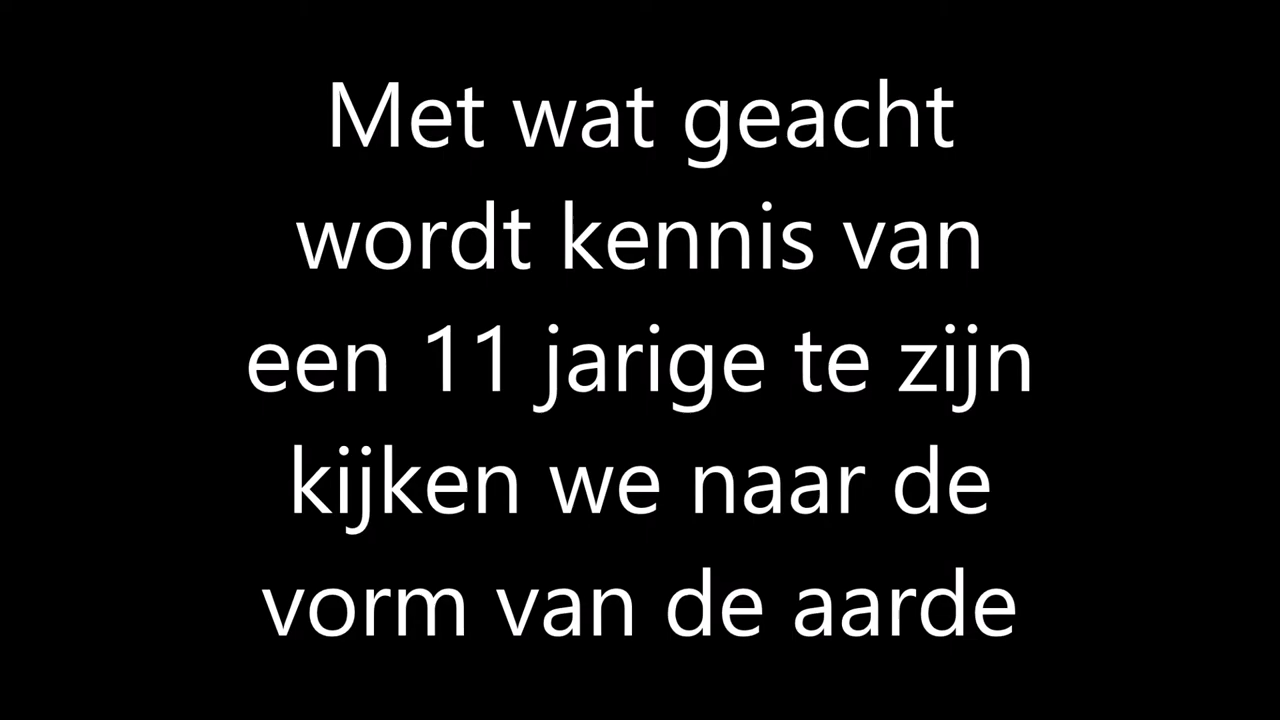 Met wat geacht
wordt kennis van
een 11 jarige te zijn
kijken we naar de
vorm van de aarde